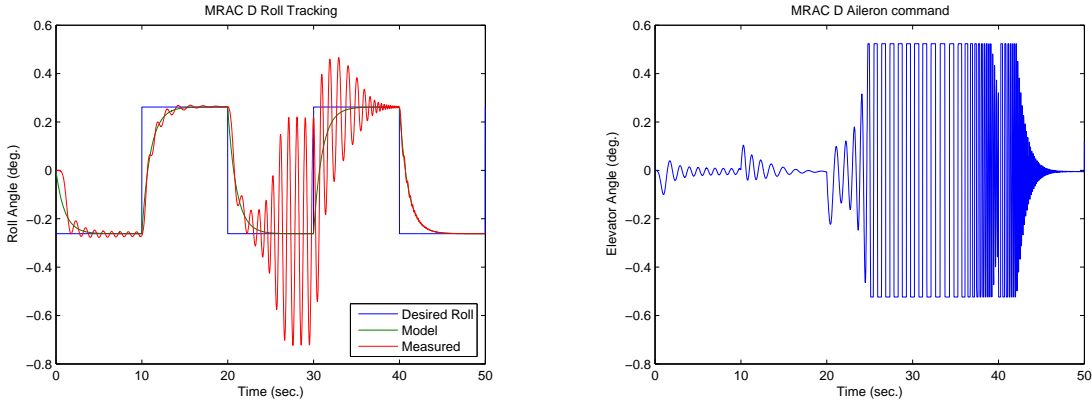 MRAC D Roll Tracking
0.6
0.4
0.2
0
−0.2
−0.4
−0.6
−0.8
Roll Angle (deg.)
0 10 20 30 40 50
Time (sec.)
Desired Roll
Model
Measured
MRAC D Aileron command
0.6
0.4
0.2
0
−0.2
−0.4
−0.6
−0.8
Elevator Angle (deg.)
0 10 20 30 40 50
Time (sec.)